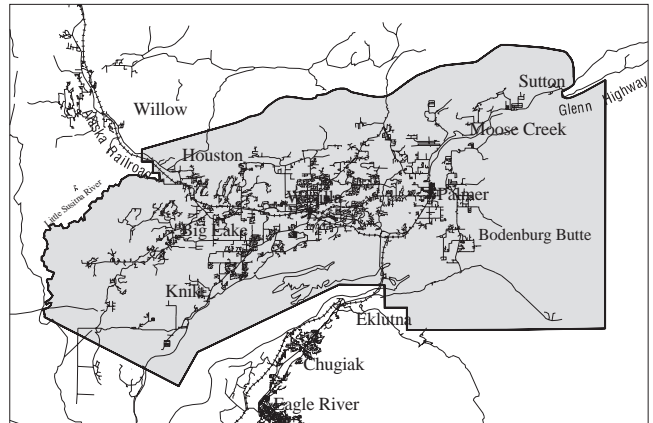 Sutton
Glenn Highway
Willow
Moose Creek
Houston
Palmer
Big Lake
Bodenburg Butte
Knik
Eklutna
Chugiak
Eagle River
Little Susitna River
Railroad